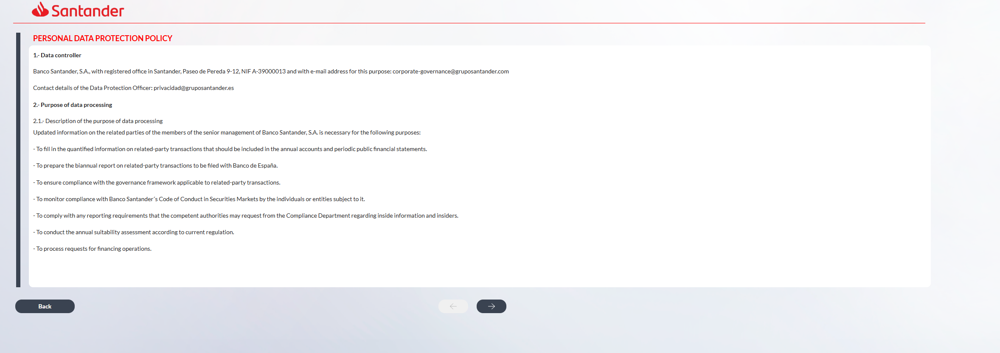 Santander
PERSONAL DATA PROTECTION POLICY
1.- Data controller
Banco Santander, S.A., with registered office in Santander, Paseo de Pereda 9-12, NIF A-39000013 and with e-mail address for this purpose: corporate-governance@gruposantander.com
Contact details of the Data Protection Officer: privacidad@gruposantander.es
2.- Purpose of data processing
2.1.- Description of the purpose of data processing
Updated information on the related parties of the members of the senior management of Banco Santander, S.A. is necessary for the following purposes:
- To fill in the quantified information on related-party transactions that should be included in the annual accounts and periodic public financial statements.
- To prepare the biannual report on related-party transactions to be filed with Banco de España.
- To ensure compliance with the governance framework applicable to related-party transactions.
- To monitor compliance with Banco Santander´s Code of Conduct in Securities Markets by the individuals or entities subject to it.
- To comply with any reporting requirements that the competent authorities may request from the Compliance Department regarding inside information and insiders.
- To conduct the annual suitability assessment according to current regulation.
- To process requests for financing operations.
Back